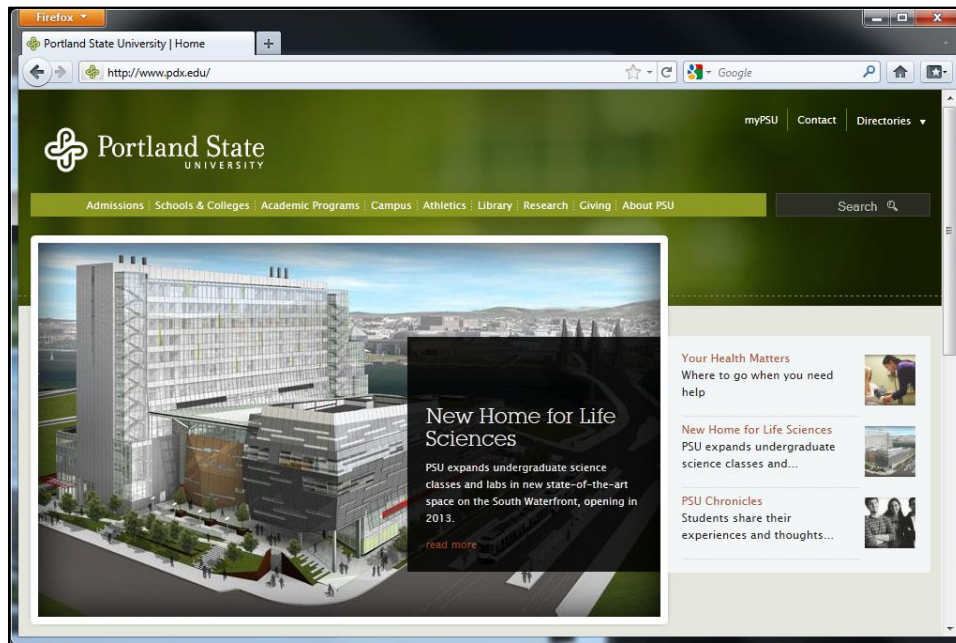 Firefox
Portland State University | Home
http://www.pdx.edu/
Google
myPSU Contact Directories
Portland State
UNIVERSITY
Admissions Schools & Colleges Academic Programs Campus Athletics Library Research Giving About PSU
Search
New Home for Life
Sciences
PSU expands undergraduate science
classes and labs in new state-of-the-art
space on the South Waterfront, opening in
2013.
read more
Your Health Matters
Where to go when you need
help
New Home for Life Sciences
PSU expands undergraduate
science classes and...
PSU Chronicles
Students share their
experiences and thoughts...